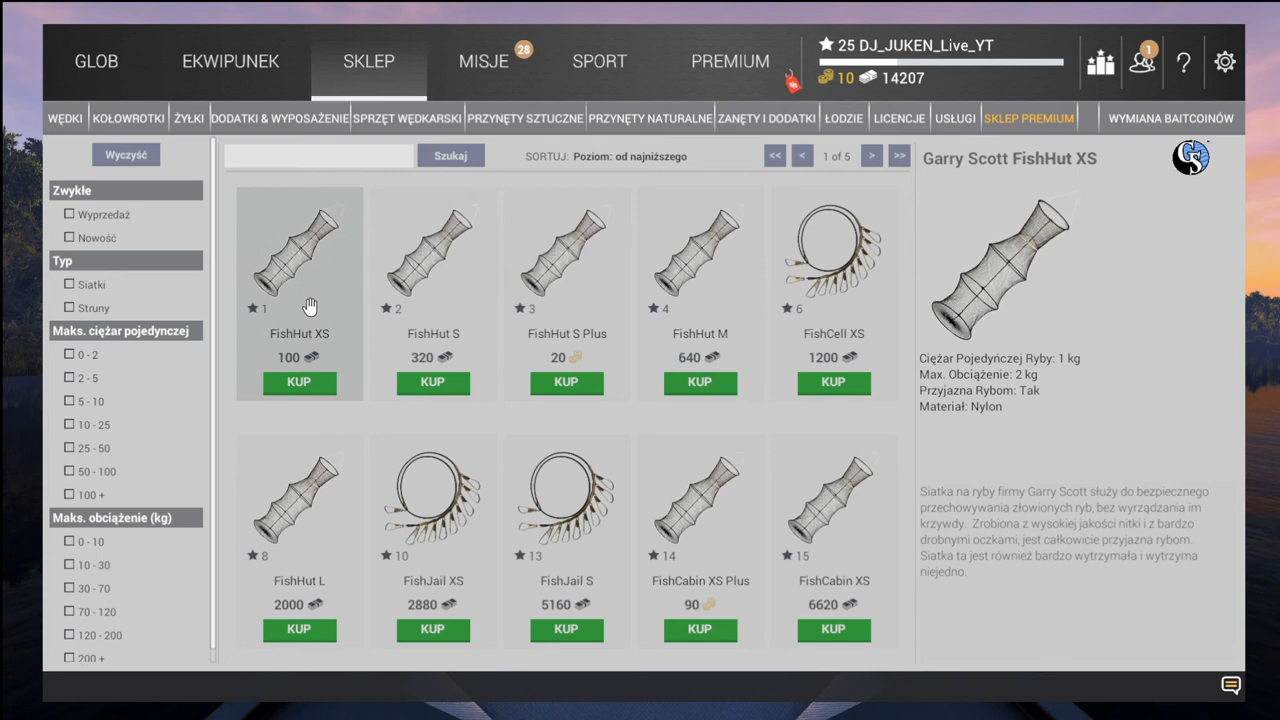 GLOB EKWIPUNEK SKLEP MISJE 28 SPORT PREMIUM
25 DJ_JUKEN_Live_YT
10 14207
1 ?
WĘDKI KOŁOWROTKI ŻYŁKI DODATKI & WYPOSAŻENIE SPRZĘT WĘDKARSKI PRZYNĘTY SZTUCZNE PRZYNĘTY NATURALNE ZANĘTY I DODATKI ŁODZIE LICENCJE USŁUGI SKLEP PREMIUM WYMIANA BAITCOINÓW
Wyczyść
Szukaj SORTUJ: Poziom: od najniższego << < 1 of 5 > >>
Zwykłe
Wyprzedaż
Nowość
Typ
Siatki
Struny
Maks. ciężar pojedynczej
0 - 2
2 - 5
5 - 10
10 - 25
25 - 50
50 - 100
100 +
Maks. obciążenie (kg)
0 - 10
10 - 30
30 - 70
70 - 120
120 - 200
200 +
1 2 3 4 6
FishHut XS FishHut S FishHut S Plus FishHut M FishCell XS
100 320 20 640 1200
KUP KUP KUP KUP KUP
8 10 13 14 15
FishHut L FishJail XS FishJail S FishCabin XS Plus FishCabin XS
2000 2880 5160 90 6620
KUP KUP KUP KUP KUP
Garry Scott FishHut XS
GS
Ciężar Pojedyńczej Ryby: 1 kg
Max. Obciążenie: 2 kg
Przyjazna Rybom: Tak
Materiał: Nylon
Siatka na ryby firmy Garry Scott służy do bezpiecznego
przechowywania złowionych ryb, bez wyrządzania im
krzywdy. Zrobiona z wysokiej jakości nitki i z bardzo
drobnymi oczkami, jest całkowicie przyjazna rybom.
Siatka ta jest również bardzo wytrzymała i wytrzyma
niejedno.